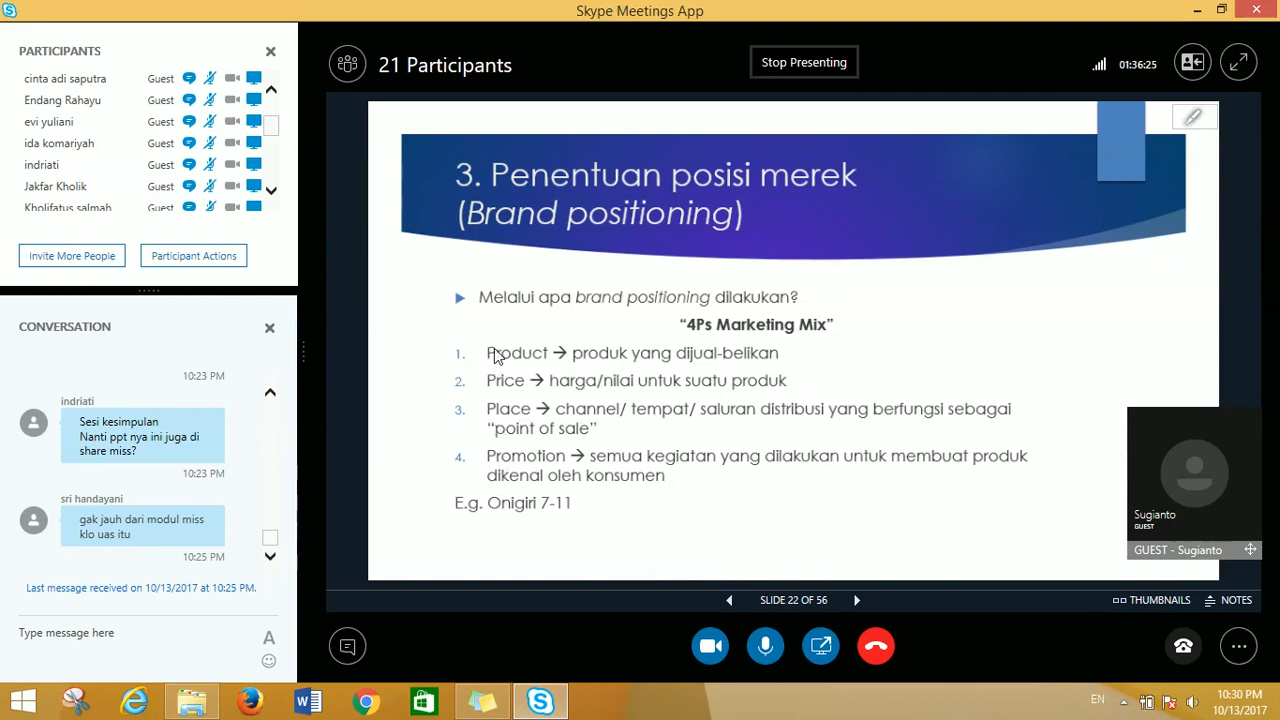 Skype Meetings App
PARTICIPANTS
cinta adi saputra Guest
Endang Rahayu Guest
evi yuliani Guest
ida komariyah Guest
indriati Guest
Jakfar Kholik Guest
Kholifatus salmah Guest
Invite More People
Participant Actions
CONVERSATION
10:23 PM
indriati
Sesi kesimpulan
Nanti ppt nya ini juga di
share miss?
10:23 PM
sri handayani
gak jauh dari modul miss
klo uas itu
10:25 PM
Last message received on 10/13/2017 at 10:25 PM.
Type message here
A
21 Participants
Stop Presenting
01:36:25
3. Penentuan posisi merek
(Brand positioning)
Melalui apa brand positioning dilakukan?
“4Ps Marketing Mix”
1. Product → produk yang dijual-belikan
2. Price → harga/nilai untuk suatu produk
3. Place → channel/ tempat/ saluran distribusi yang berfungsi sebagai
“point of sale”
4. Promotion → semua kegiatan yang dilakukan untuk membuat produk
dikenal oleh konsumen
E.g. Onigiri 7-11
Sugianto
GUEST
GUEST - Sugianto
SLIDE 22 OF 56
THUMBNAILS
NOTES
EN
10:30 PM
10/13/2017